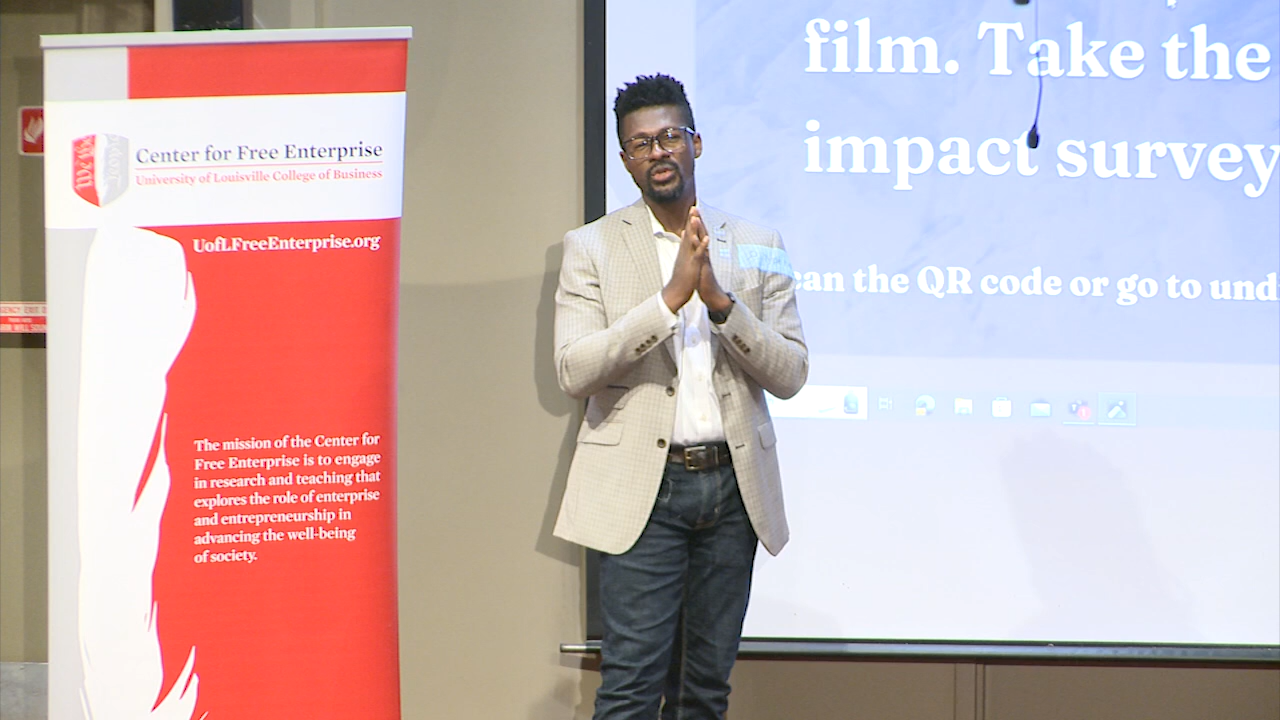 Center for Free Enterprise
University of Louisville College of Business
UofLFreeEnterprise.org
The mission of the Center for
Free Enterprise is to engage
in research and teaching that
explores the role of enterprise
and entrepreneurship in
advancing the well-being
of society.
film. Take the
impact survey
can the QR code or go to und